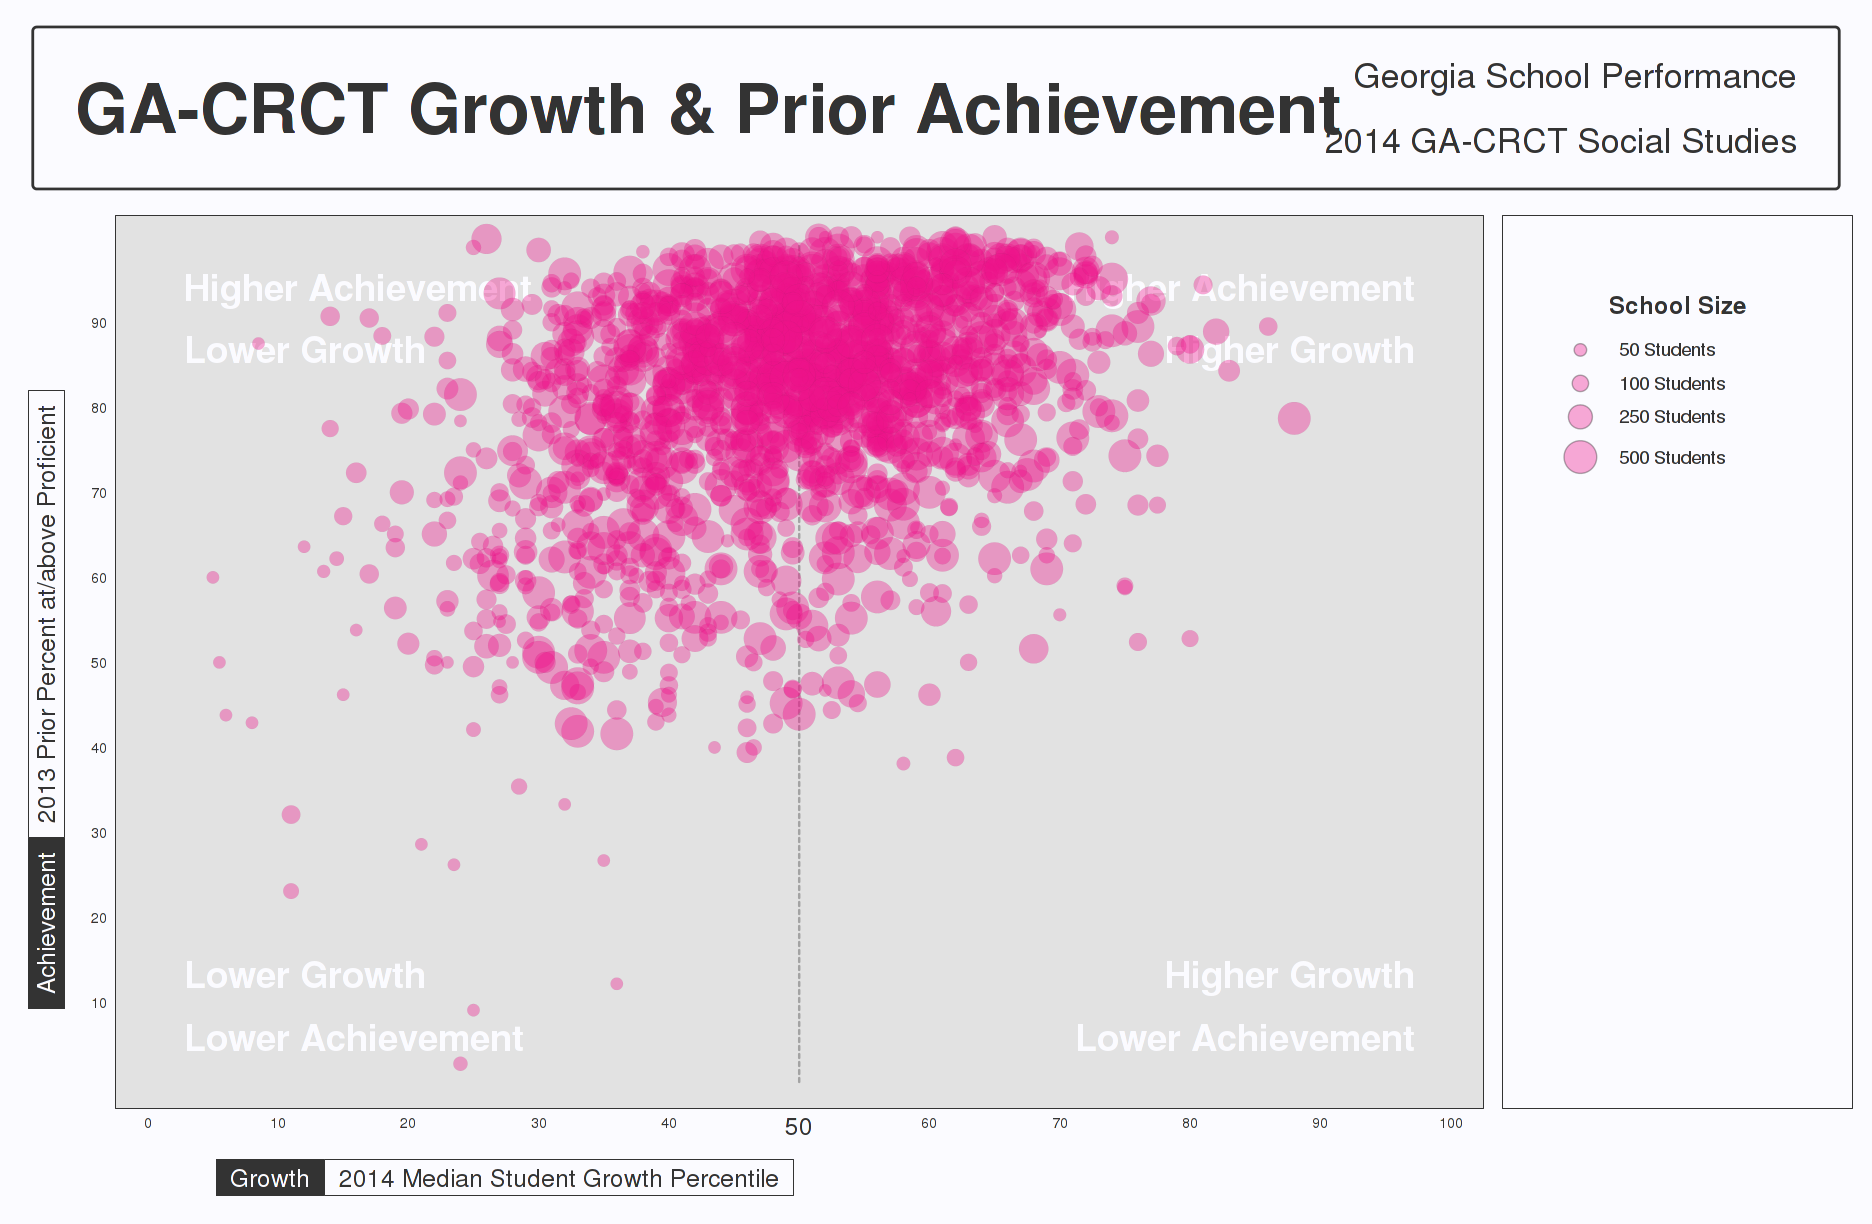 GA-CRCT Growth & Prior Achievement
Georgia School Performance
2014 GA-CRCT Social Studies
Higher Achievement
Lower Growth
Higher Achievement
Higher Growth
Lower Growth
Lower Achievement
Higher Growth
Lower Achievement
90
80
70
60
50
40
30
20
10
Achievement 2013 Prior Percent at/above Proficient
0 10 20 30 40 50 60 70 80 90 100
Growth 2014 Median Student Growth Percentile
School Size
50 Students
100 Students
250 Students
500 Students